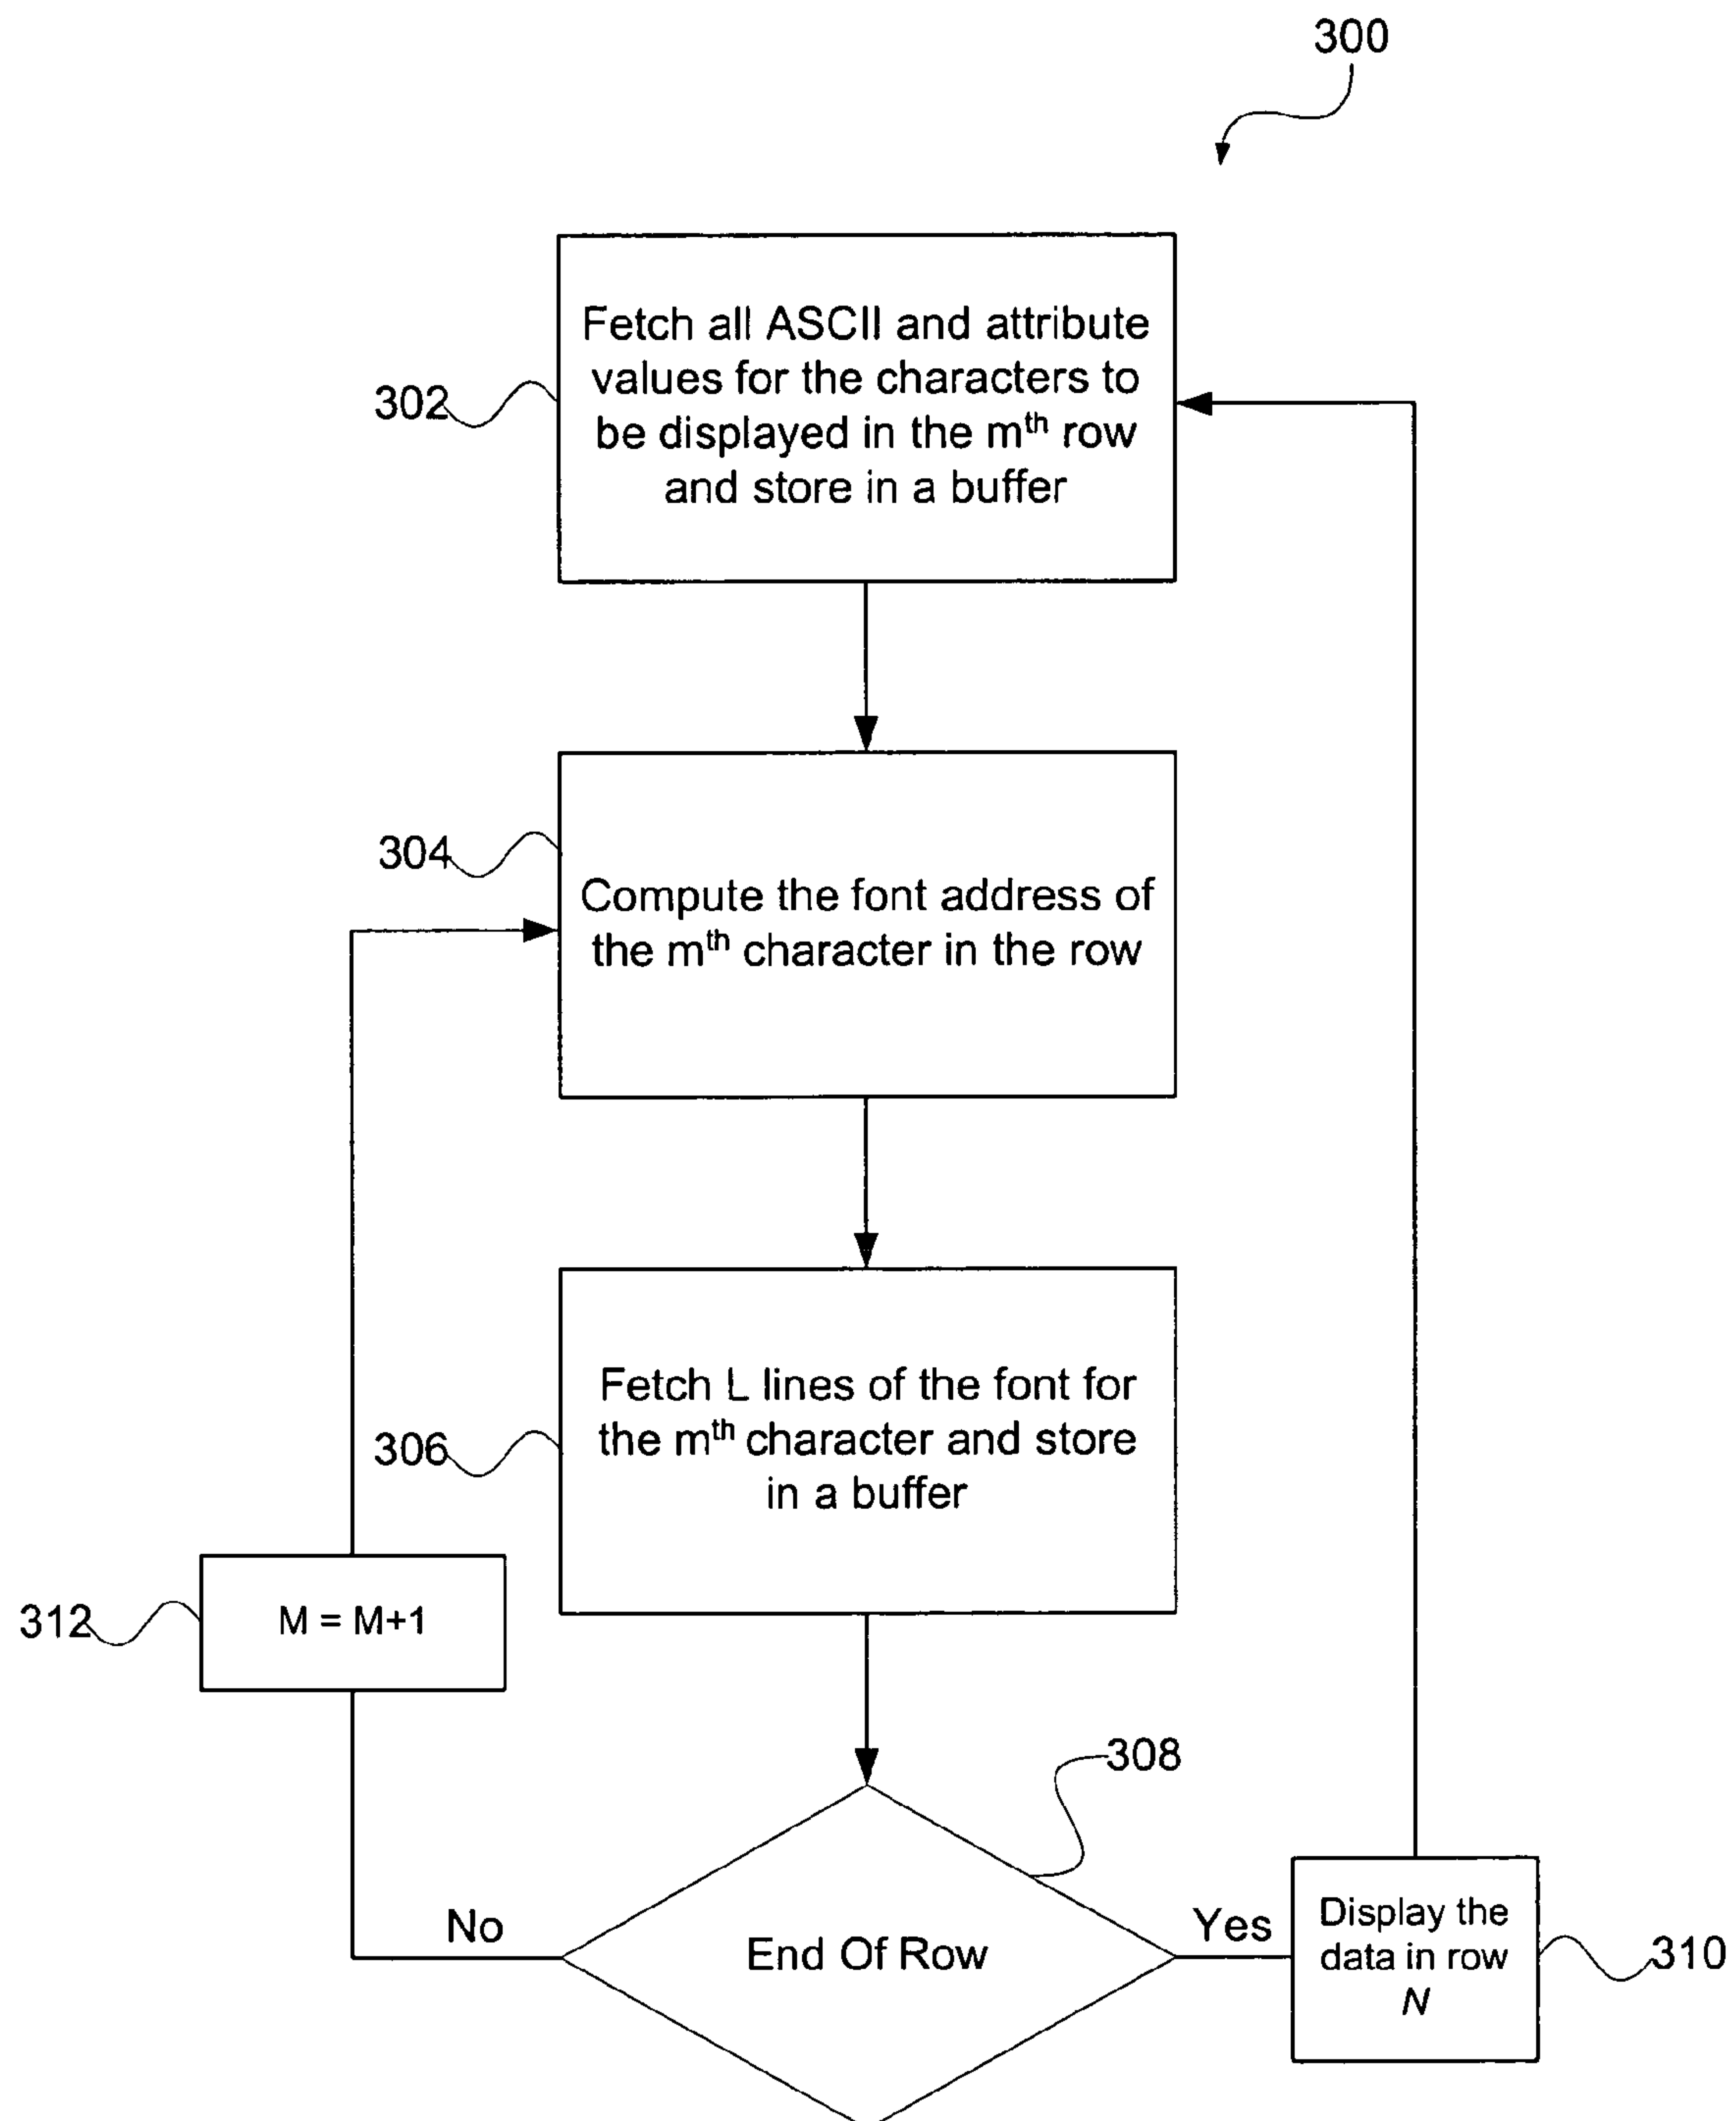 300
Fetch all ASCII and attribute
values for the characters to
be displayed in the mth row
and store in a buffer
302
304
Compute the font address of
the mth character in the row
Fetch L lines of the font for
the mth character and store
in a buffer
306
312
M = M+1
308
No
End Of Row
Yes
Display the
data in row
N
310